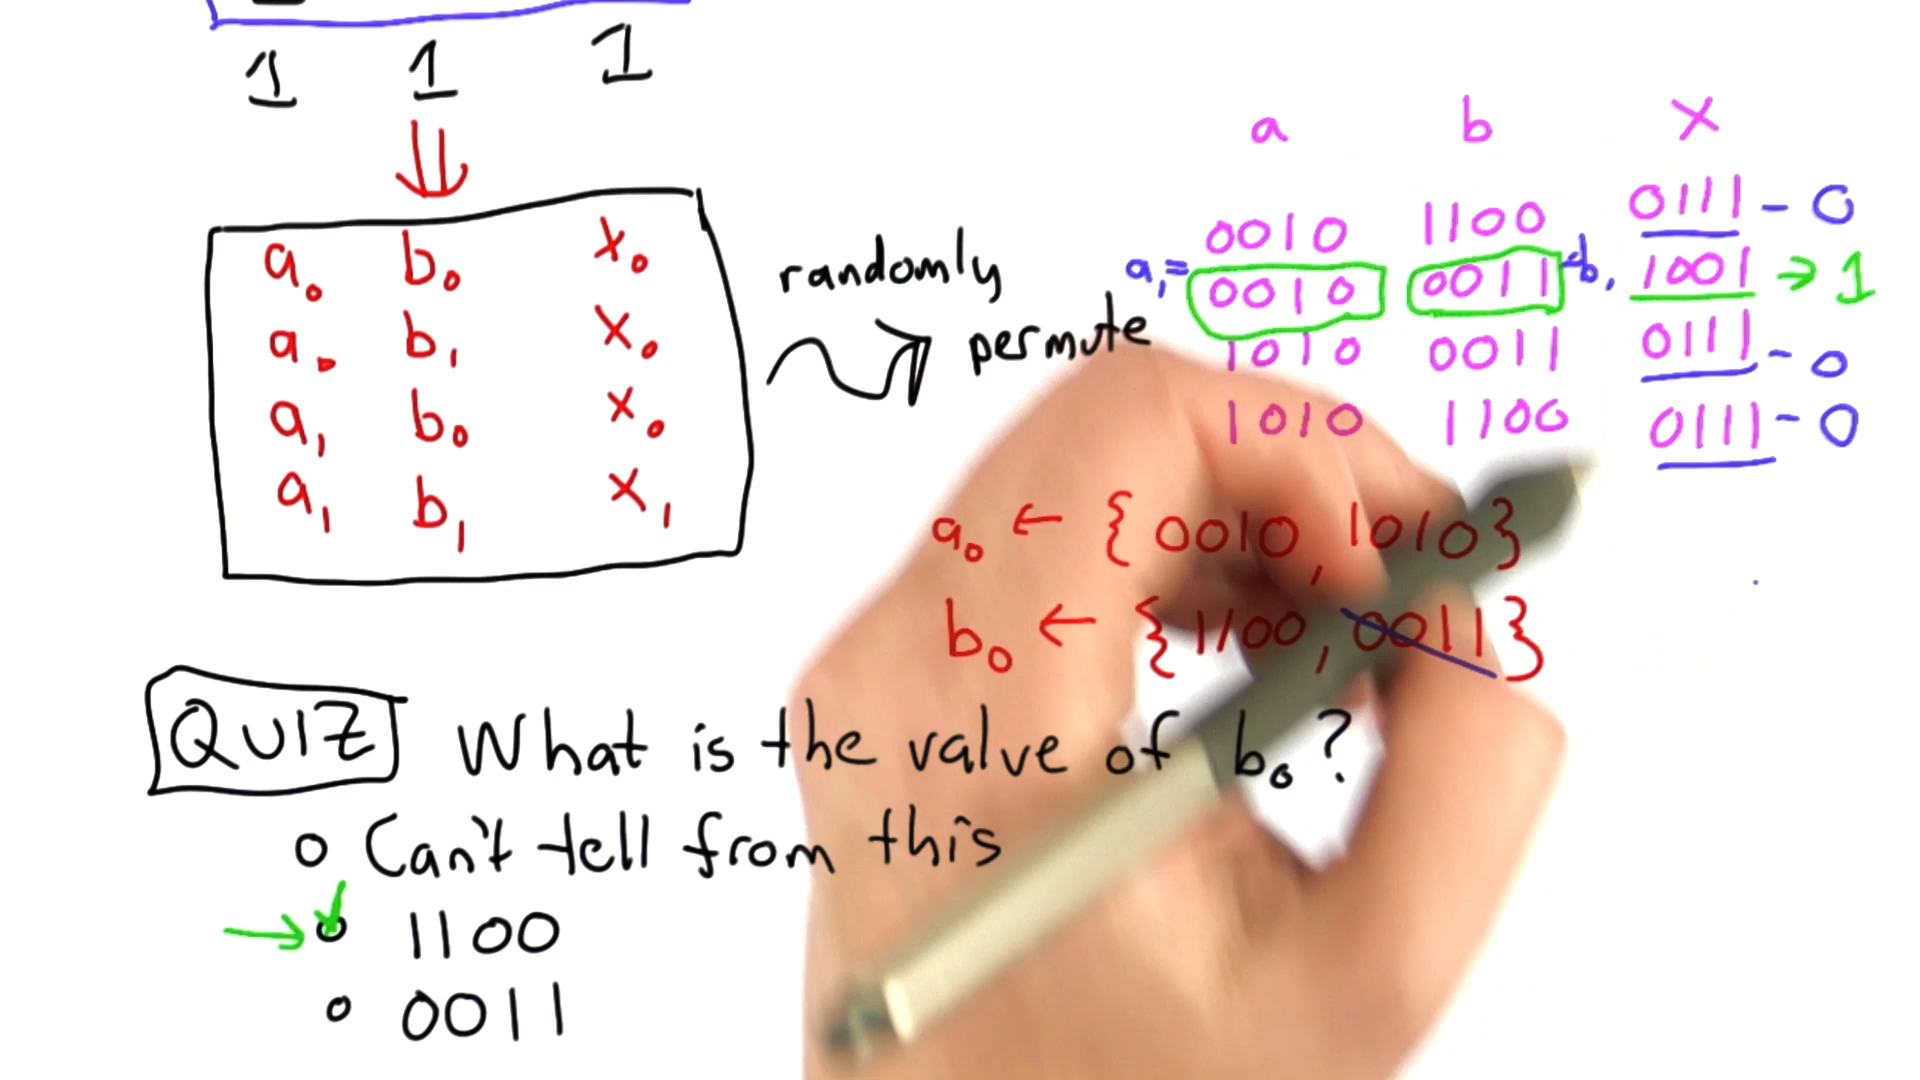 1 1 1
a b x
a₀ b₀ x₀
a₀ b₁ x₀
a₁ b₀ x₀
a₁ b₁ x₁
randomly
permute
0010 1100 0111 - 0
a₁= 0010 0011 -b₁ 1001 → 1
1010 0011 0111 - 0
1010 1100 0111 - 0
a₀ ← {0010, 1010}
b₀ ← {1100, 0011}
QUIZ What is the value of b₀?
o Can't tell from this
→ o 1100
o 0011